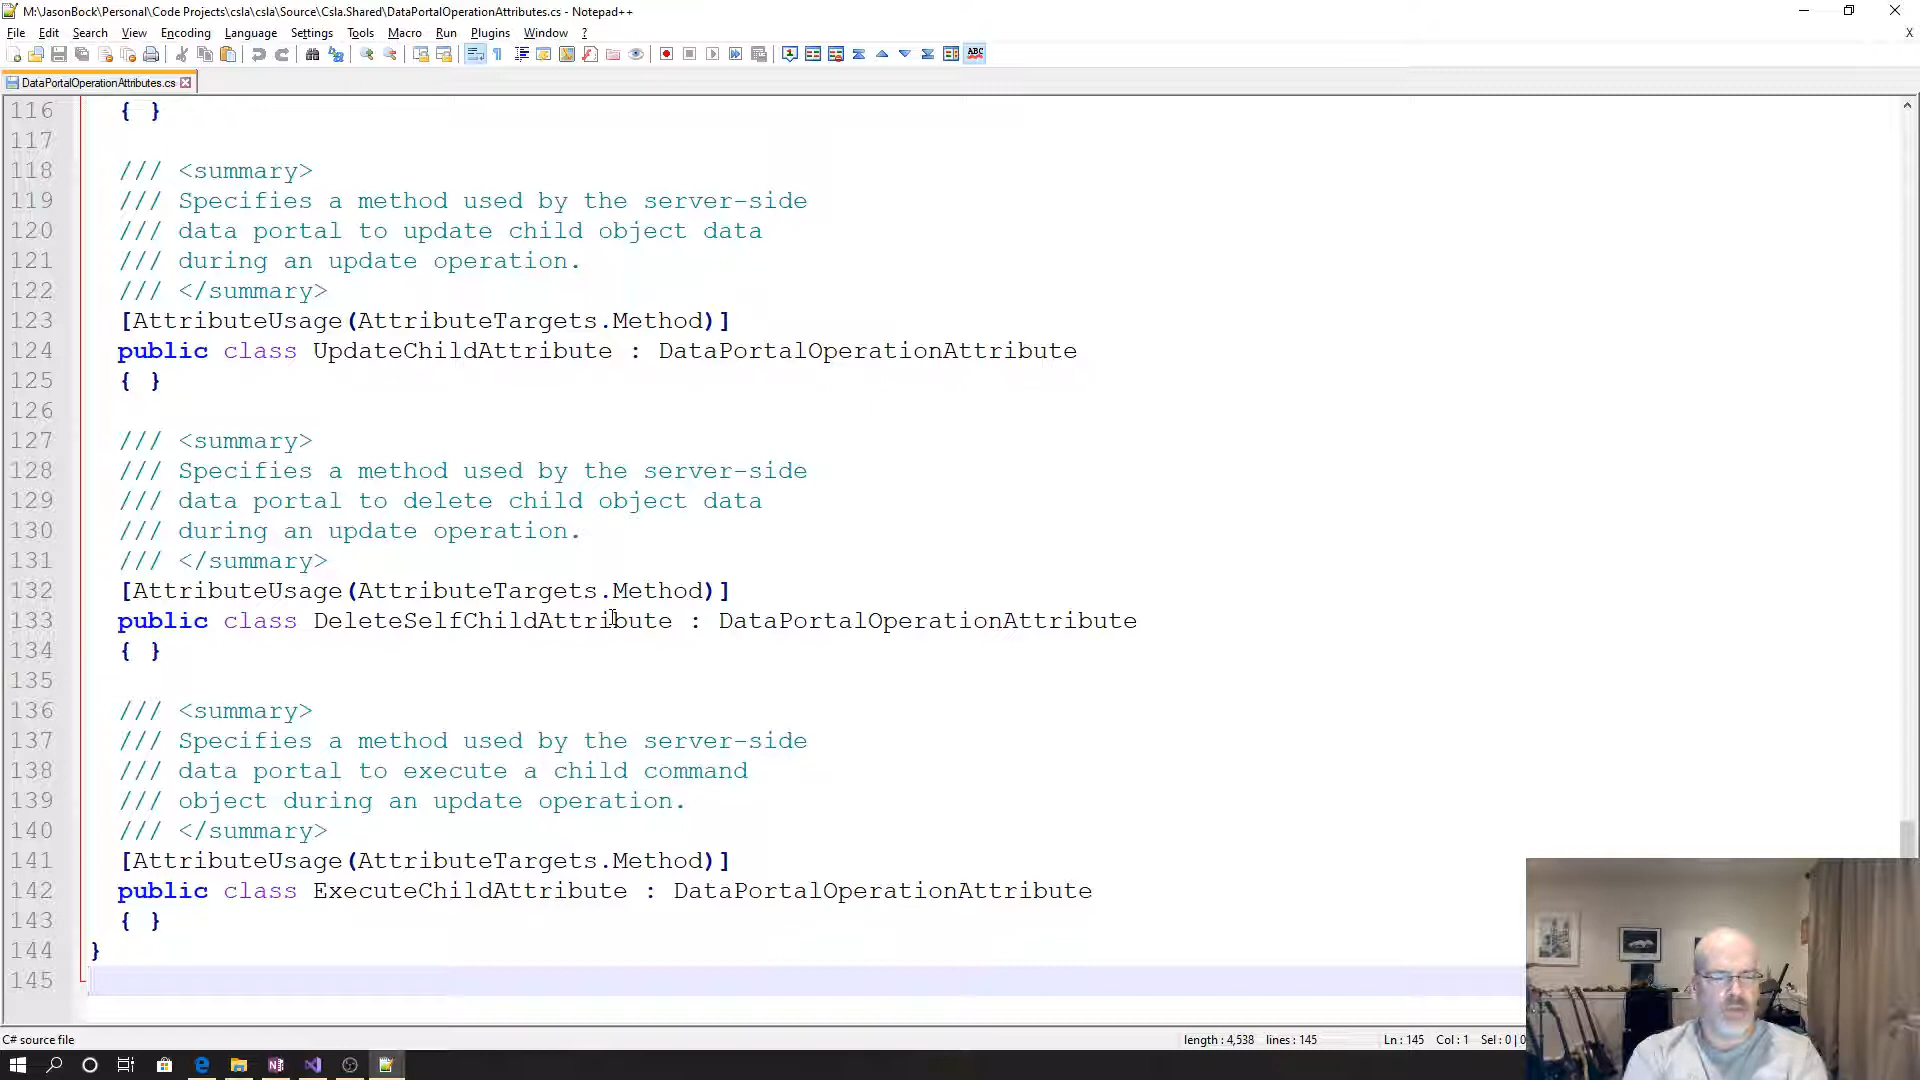 M:\JasonBock\Personal\Code Projects\csla\csla\Source\Csla.Shared\DataPortalOperationAttributes.cs - Notepad++
File Edit Search View Encoding Language Settings Tools Macro Run Plugins Window ? X
ABC
DataPortalOperationAttributes.cs
116 { }
117
118 /// <summary>
119 /// Specifies a method used by the server-side
120 /// data portal to update child object data
121 /// during an update operation.
122 /// </summary>
123 [AttributeUsage(AttributeTargets.Method)]
124 public class UpdateChildAttribute : DataPortalOperationAttribute
125 { }
126
127 /// <summary>
128 /// Specifies a method used by the server-side
129 /// data portal to delete child object data
130 /// during an update operation.
131 /// </summary>
132 [AttributeUsage(AttributeTargets.Method)]
133 public class DeleteSelfChildAttribute : DataPortalOperationAttribute
134 { }
135
136 /// <summary>
137 /// Specifies a method used by the server-side
138 /// data portal to execute a child command
139 /// object during an update operation.
140 /// </summary>
141 [AttributeUsage(AttributeTargets.Method)]
142 public class ExecuteChildAttribute : DataPortalOperationAttribute
143 { }
144 }
145
C# source file length : 4,538 lines : 145 Ln : 145 Col : 1 Sel : 0 | 0